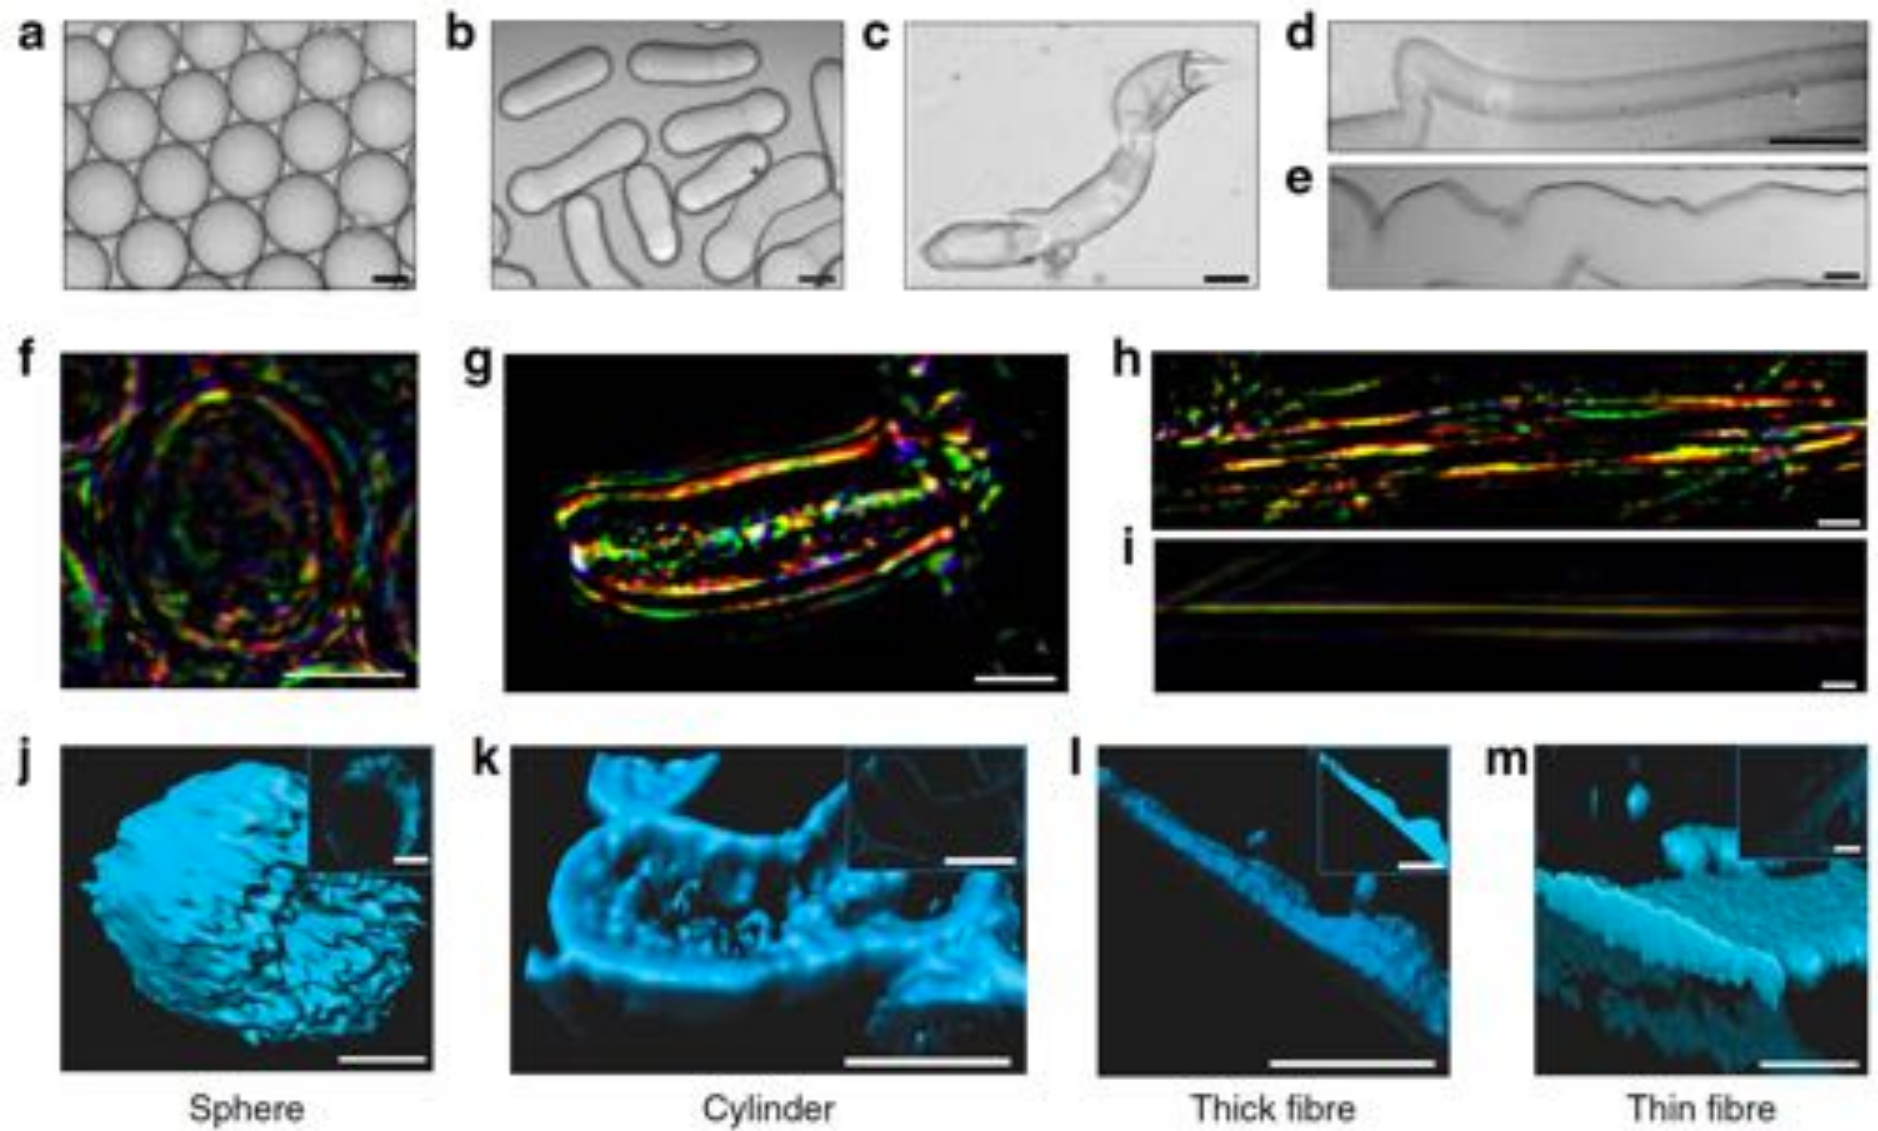 a b c d
e
f g h
i
j k l m
Sphere Cylinder Thick fibre Thin fibre